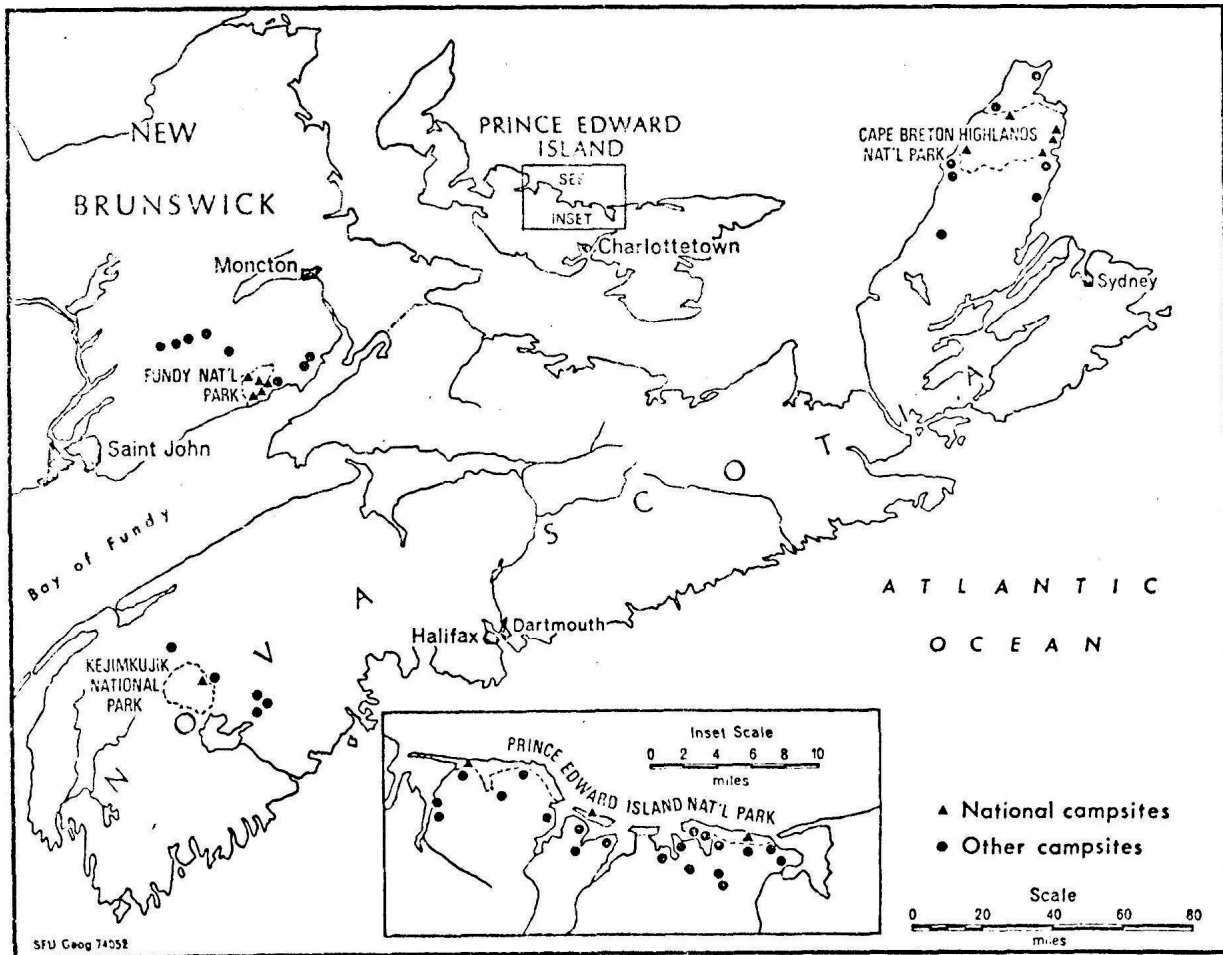 NEW
BRUNSWICK
PRINCE EDWARD
ISLAND
SEE
INSET
Charlottetown
Moncton
FUNDY NAT'L
PARK
Saint John
CAPE BRETON HIGHLANDS
NAT'L PARK
Sydney
Bay of Fundy
NOVA SCOTIA
Halifax
Dartmouth
ATLANTIC
OCEAN
KEJIMKUJIK
NATIONAL
PARK
Inset Scale
0 2 4 6 8 10
miles
PRINCE EDWARD ISLAND NAT'L PARK
▲ National campsites
● Other campsites
Scale
0 20 40 60 80
miles
SFU Geog 74052